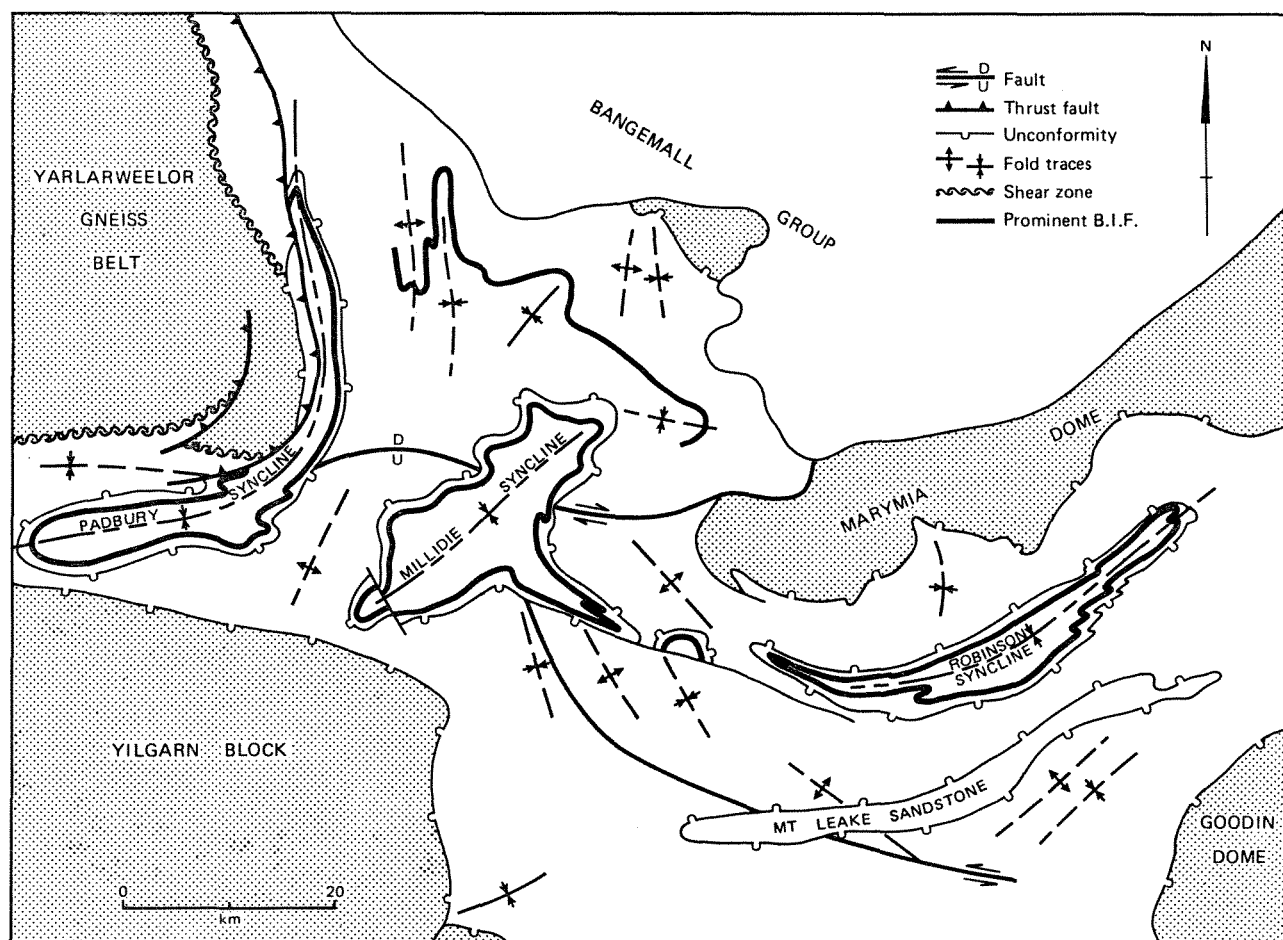 N
D
U
Fault
Thrust fault
Unconformity
Fold traces
Shear zone
Prominent B.I.F.
BANGEMALL
GROUP
YARLARWEELOR
GNEISS
BELT
PADBURY
SYNCLINE
D
U
MILLIDIE
SYNCLINE
MARYMIA
DOME
ROBINSON
SYNCLINE
YILGARN BLOCK
MT LEAKE SANDSTONE
GOODIN
DOME
0
20
km